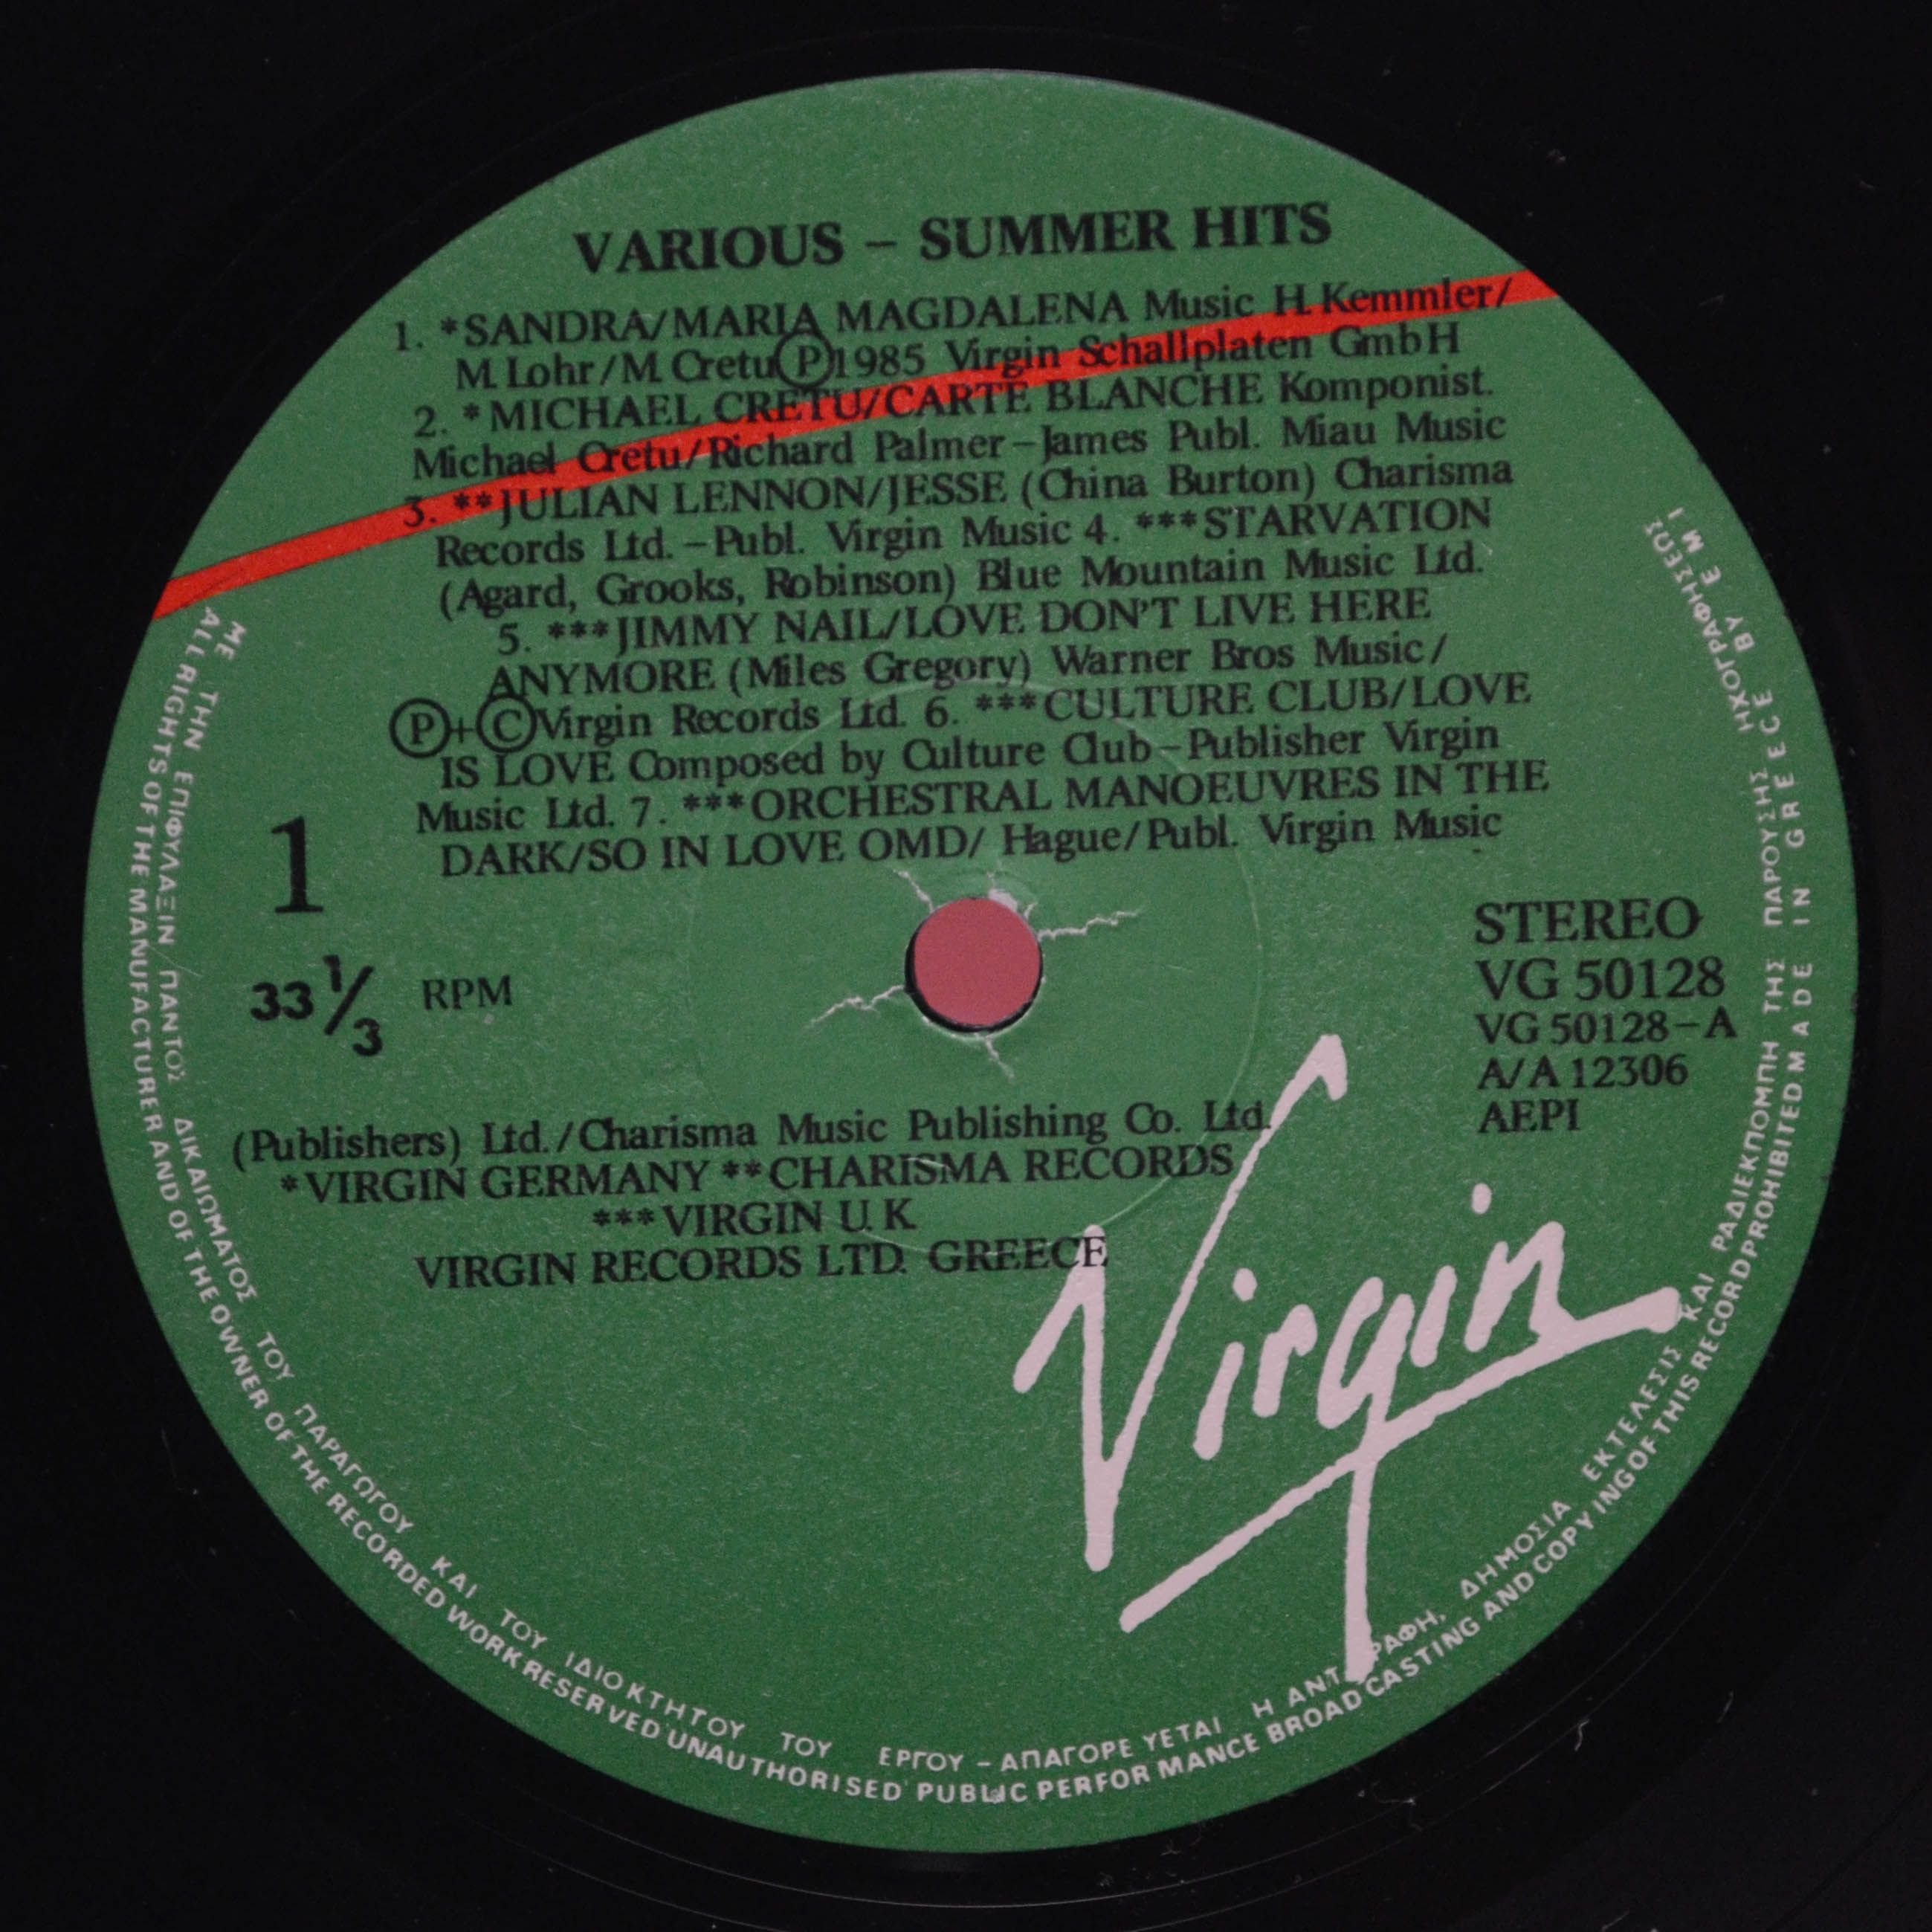 VARIOUS – SUMMER HITS
1. *SANDRA/MARIA MAGDALENA Music H. Kemmler/
M. Lohr/M. Cretu Ⓟ1985 Virgin Schallplaten GmbH
2. *MICHAEL CRETU/CARTE BLANCHE Komponist.
Michael Cretu/Richard Palmer–James Publ. Miau Music
3. **JULIAN LENNON/JESSE (China Burton) Charisma
Records Ltd. –Publ. Virgin Music 4. ***STARVATION
(Agard, Grooks, Robinson) Blue Mountain Music Ltd.
5. ***JIMMY NAIL/LOVE DON'T LIVE HERE
ANYMORE (Miles Gregory) Warner Bros Music/
Ⓟ+ⒸVirgin Records Ltd. 6. ***CULTURE CLUB/LOVE
IS LOVE Composed by Culture Club–Publisher Virgin
Music Ltd. 7. ***ORCHESTRAL MANOEUVRES IN THE
DARK/SO IN LOVE OMD/ Hague/Publ. Virgin Music
1
33 1/3 RPM
STEREO
VG 50128
VG 50128–A
A/A 12306
AEPI
(Publishers) Ltd./Charisma Music Publishing Co. Ltd.
*VIRGIN GERMANY **CHARISMA RECORDS
***VIRGIN U.K.
VIRGIN RECORDS LTD. GREECE
Virgin
ΜΕ ΤΗΝ ΕΠΙΦΥΛΑΞΙΝ ΠΑΝΤΟΣ ΔΙΚΑΙΩΜΑΤΟΣ ΤΟΥ ΠΑΡΑΓΩΓΟΥ ΚΑΙ ΤΟΥ ΙΔΙΟΚΤΗΤΟΥ ΤΟΥ ΕΡΓΟΥ – ΑΠΑΓΟΡΕΥΕΤΑΙ Η ΑΝΤΙΓΡΑΦΗ, ΔΗΜΟΣΙΑ ΕΚΤΕΛΕΣΙΣ ΚΑΙ ΡΑΔΙΕΚΠΟΜΠΗ ΤΗΣ ΠΑΡΟΥΣΗΣ ΗΧΟΓΡΑΦΗΣΕΩΣ
ALL RIGHTS OF THE MANUFACTURER AND OF THE OWNER OF THE RECORDED WORK RESERVED UNAUTHORISED PUBLIC PERFORMANCE BROADCASTING AND COPYING OF THIS RECORD PROHIBITED MADE IN GREECE BY EMI